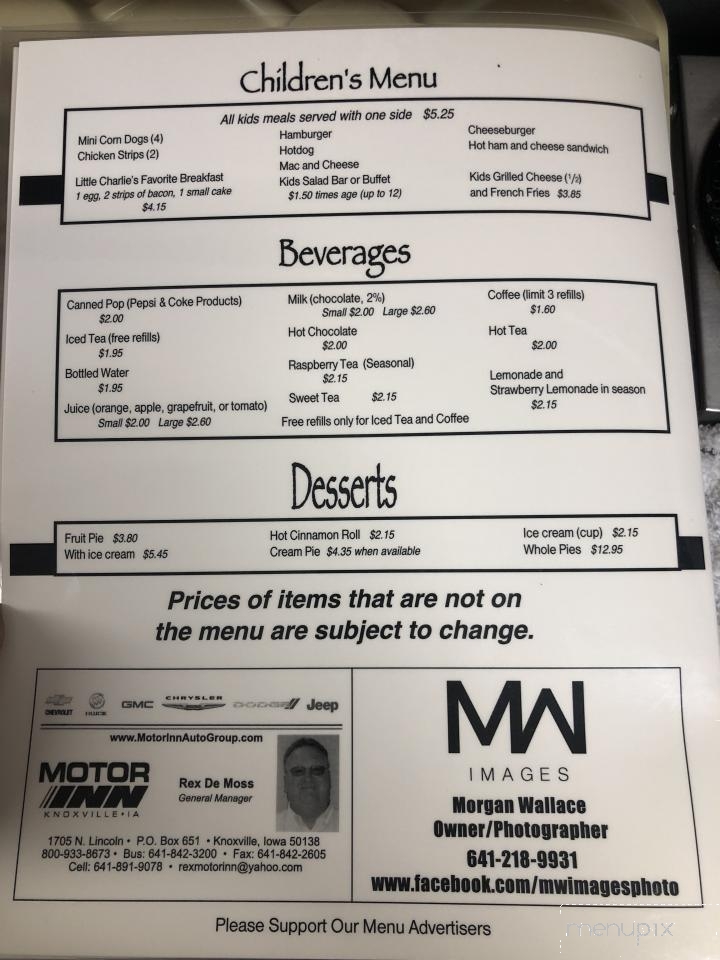 Children's Menu
All kids meals served with one side $5.25
Mini Corn Dogs (4)
Chicken Strips (2)
Little Charlie's Favorite Breakfast
1 egg, 2 strips of bacon, 1 small cake
$4.15
Hamburger
Hotdog
Mac and Cheese
Kids Salad Bar or Buffet
$1.50 times age (up to 12)
Cheeseburger
Hot ham and cheese sandwich
Kids Grilled Cheese (1/2)
and French Fries $3.85
Beverages
Canned Pop (Pepsi & Coke Products)
$2.00
Iced Tea (free refills)
$1.95
Bottled Water
$1.95
Juice (orange, apple, grapefruit, or tomato)
Small $2.00 Large $2.60
Milk (chocolate, 2%)
Small $2.00 Large $2.60
Hot Chocolate
$2.00
Raspberry Tea (Seasonal)
$2.15
Sweet Tea $2.15
Free refills only for Iced Tea and Coffee
Coffee (limit 3 refills)
$1.60
Hot Tea
$2.00
Lemonade and
Strawberry Lemonade in season
$2.15
Desserts
Fruit Pie $3.80
With ice cream $5.45
Hot Cinnamon Roll $2.15
Cream Pie $4.35 when available
Ice cream (cup) $2.15
Whole Pies $12.95
Prices of items that are not on
the menu are subject to change.
CHEVROLET BUICK GMC CHRYSLER DODGE Jeep
www.MotorInnAutoGroup.com
MOTOR
INN
KNOXVILLE•IA
Rex De Moss
General Manager
1705 N. Lincoln • P.O. Box 651 • Knoxville, Iowa 50138
800-933-8673 • Bus: 641-842-3200 • Fax: 641-842-2605
Cell: 641-891-9078 • rexmotorinn@yahoo.com
MW
IMAGES
Morgan Wallace
Owner/Photographer
641-218-9931
www.facebook.com/mwimagesphoto
Please Support Our Menu Advertisers
menupix